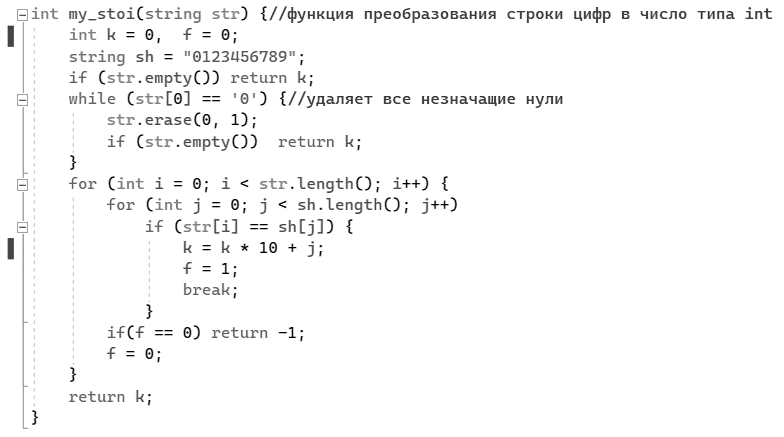 int my_stoi(string str) {//функция преобразования строки цифр в число типа int
int k = 0,  f = 0;
string sh = "0123456789";
if (str.empty()) return k;
while (str[0] == '0') {//удаляет все незначащие нули
str.erase(0, 1);
if (str.empty())  return k;
}
for (int i = 0; i < str.length(); i++) {
for (int j = 0; j < sh.length(); j++)
if (str[i] == sh[j]) {
k = k * 10 + j;
f = 1;
break;
}
if(f == 0) return -1;
f = 0;
}
return k;
}